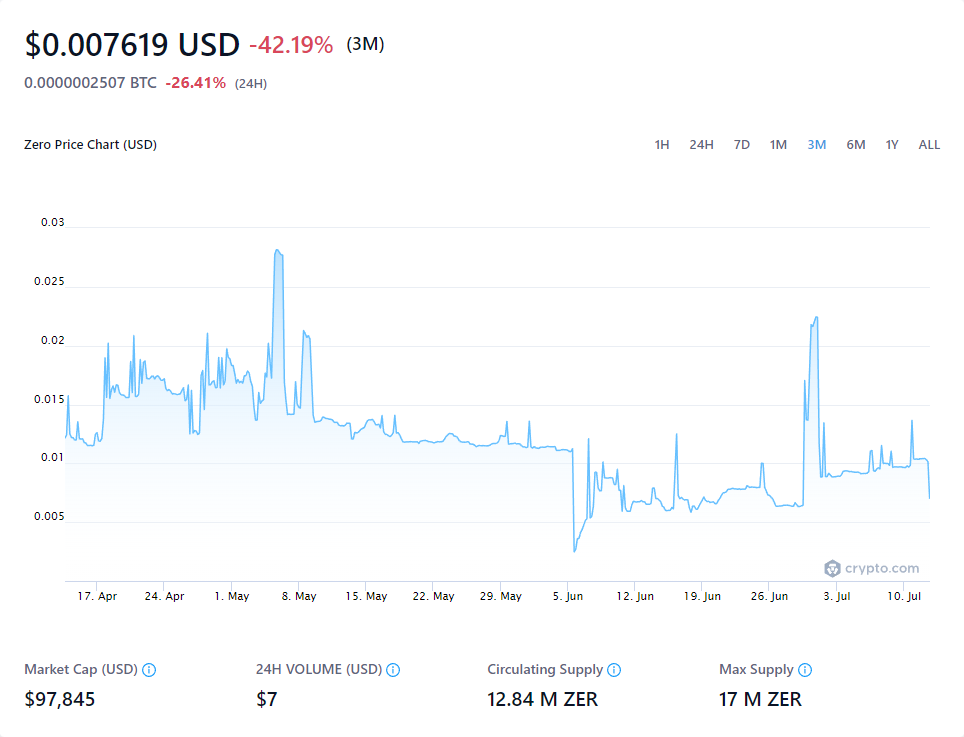 $0.007619 USD -42.19% (3M)
0.0000002507 BTC -26.41% (24H)
Zero Price Chart (USD) 1H 24H 7D 1M 3M 6M 1Y ALL
0.03
0.025
0.02
0.015
0.01
0.005
crypto.com
17. Apr 24. Apr 1. May 8. May 15. May 22. May 29. May 5. Jun 12. Jun 19. Jun 26. Jun 3. Jul 10. Jul
Market Cap (USD) 24H VOLUME (USD) Circulating Supply Max Supply
$97,845 $7 12.84 M ZER 17 M ZER